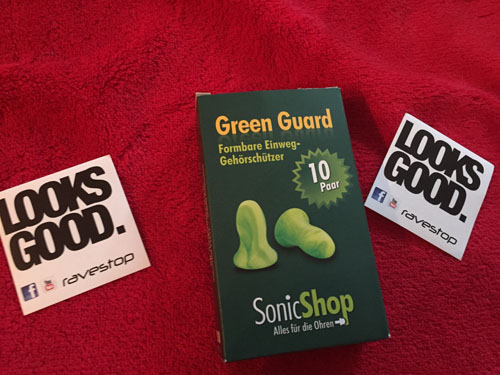 LOOKS
GOOD.
ravestop
Green Guard
Formbare Einweg-
Gehörschützer
10
Paar
SonicShop
Alles für die Ohren
LOOKS
GOOD.
ravestop